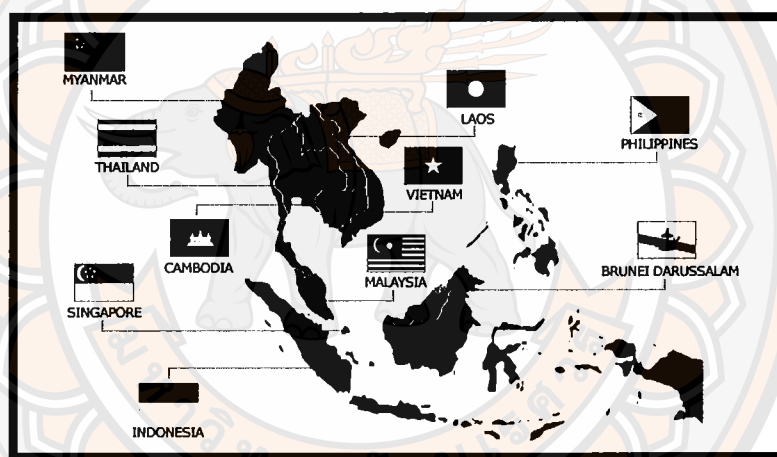 MYANMAR
LAOS
PHILIPPINES
THAILAND
VIETNAM
CAMBODIA
MALAYSIA
BRUNEI DARUSSALAM
SINGAPORE
INDONESIA